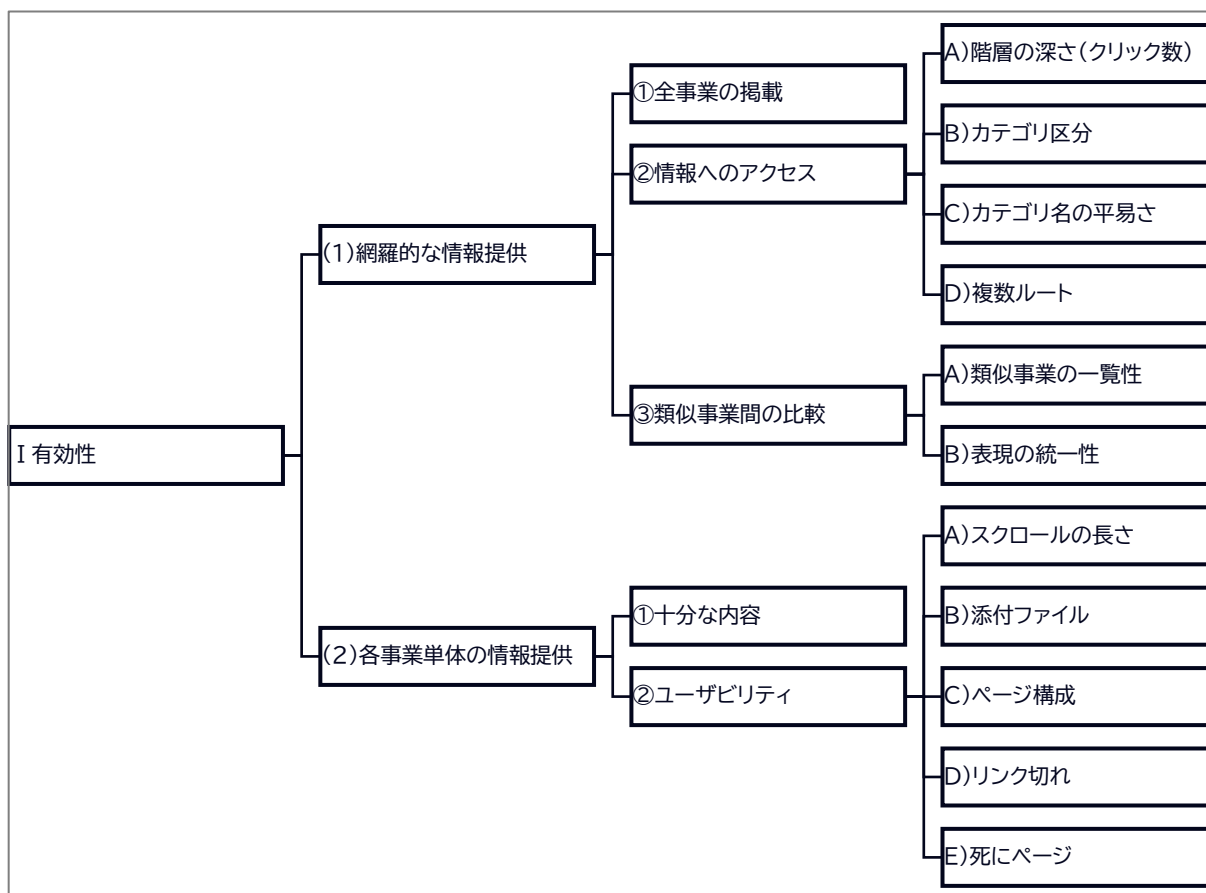 Ⅰ 有効性
(1)網羅的な情報提供
①全事業の掲載
②情報へのアクセス
A)階層の深さ(クリック数)
B)カテゴリ区分
C)カテゴリ名の平易さ
D)複数ルート
③類似事業間の比較
A)類似事業の一覧性
B)表現の統一性
(2)各事業単体の情報提供
①十分な内容
②ユーザビリティ
A)スクロールの長さ
B)添付ファイル
C)ページ構成
D)リンク切れ
E)死にページ